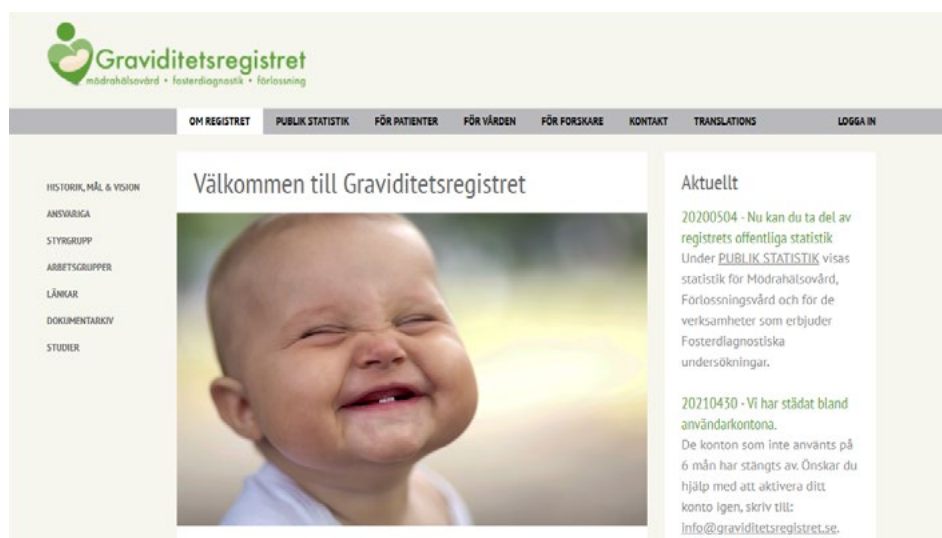 Graviditetsregistret
mödrahälsovård • fosterdiagnostik • förlossning
OM REGISTRET PUBLIK STATISTIK FÖR PATIENTER FÖR VÅRDEN FÖR FORSKARE KONTAKT TRANSLATIONS LOGGA IN
HISTORIK, MÅL & VISION
ANSVARIGA
STYRGRUPP
ARBETSGRUPPER
LÄNKAR
DOKUMENTARKIV
STUDIER
Välkommen till Graviditetsregistret
Aktuellt
20200504 - Nu kan du ta del av
registrets offentliga statistik
Under PUBLIK STATISTIK visas
statistik för Mödrahälsovård,
Förlossningsvård och för de
verksamheter som erbjuder
Fosterdiagnostiska
undersökningar.
20210430 - Vi har städat bland
användarkontona.
De konton som inte använts på
6 mån har stängts av. Önskar du
hjälp med att aktivera ditt
konto igen, skriv till:
info@graviditetsregistret.se.